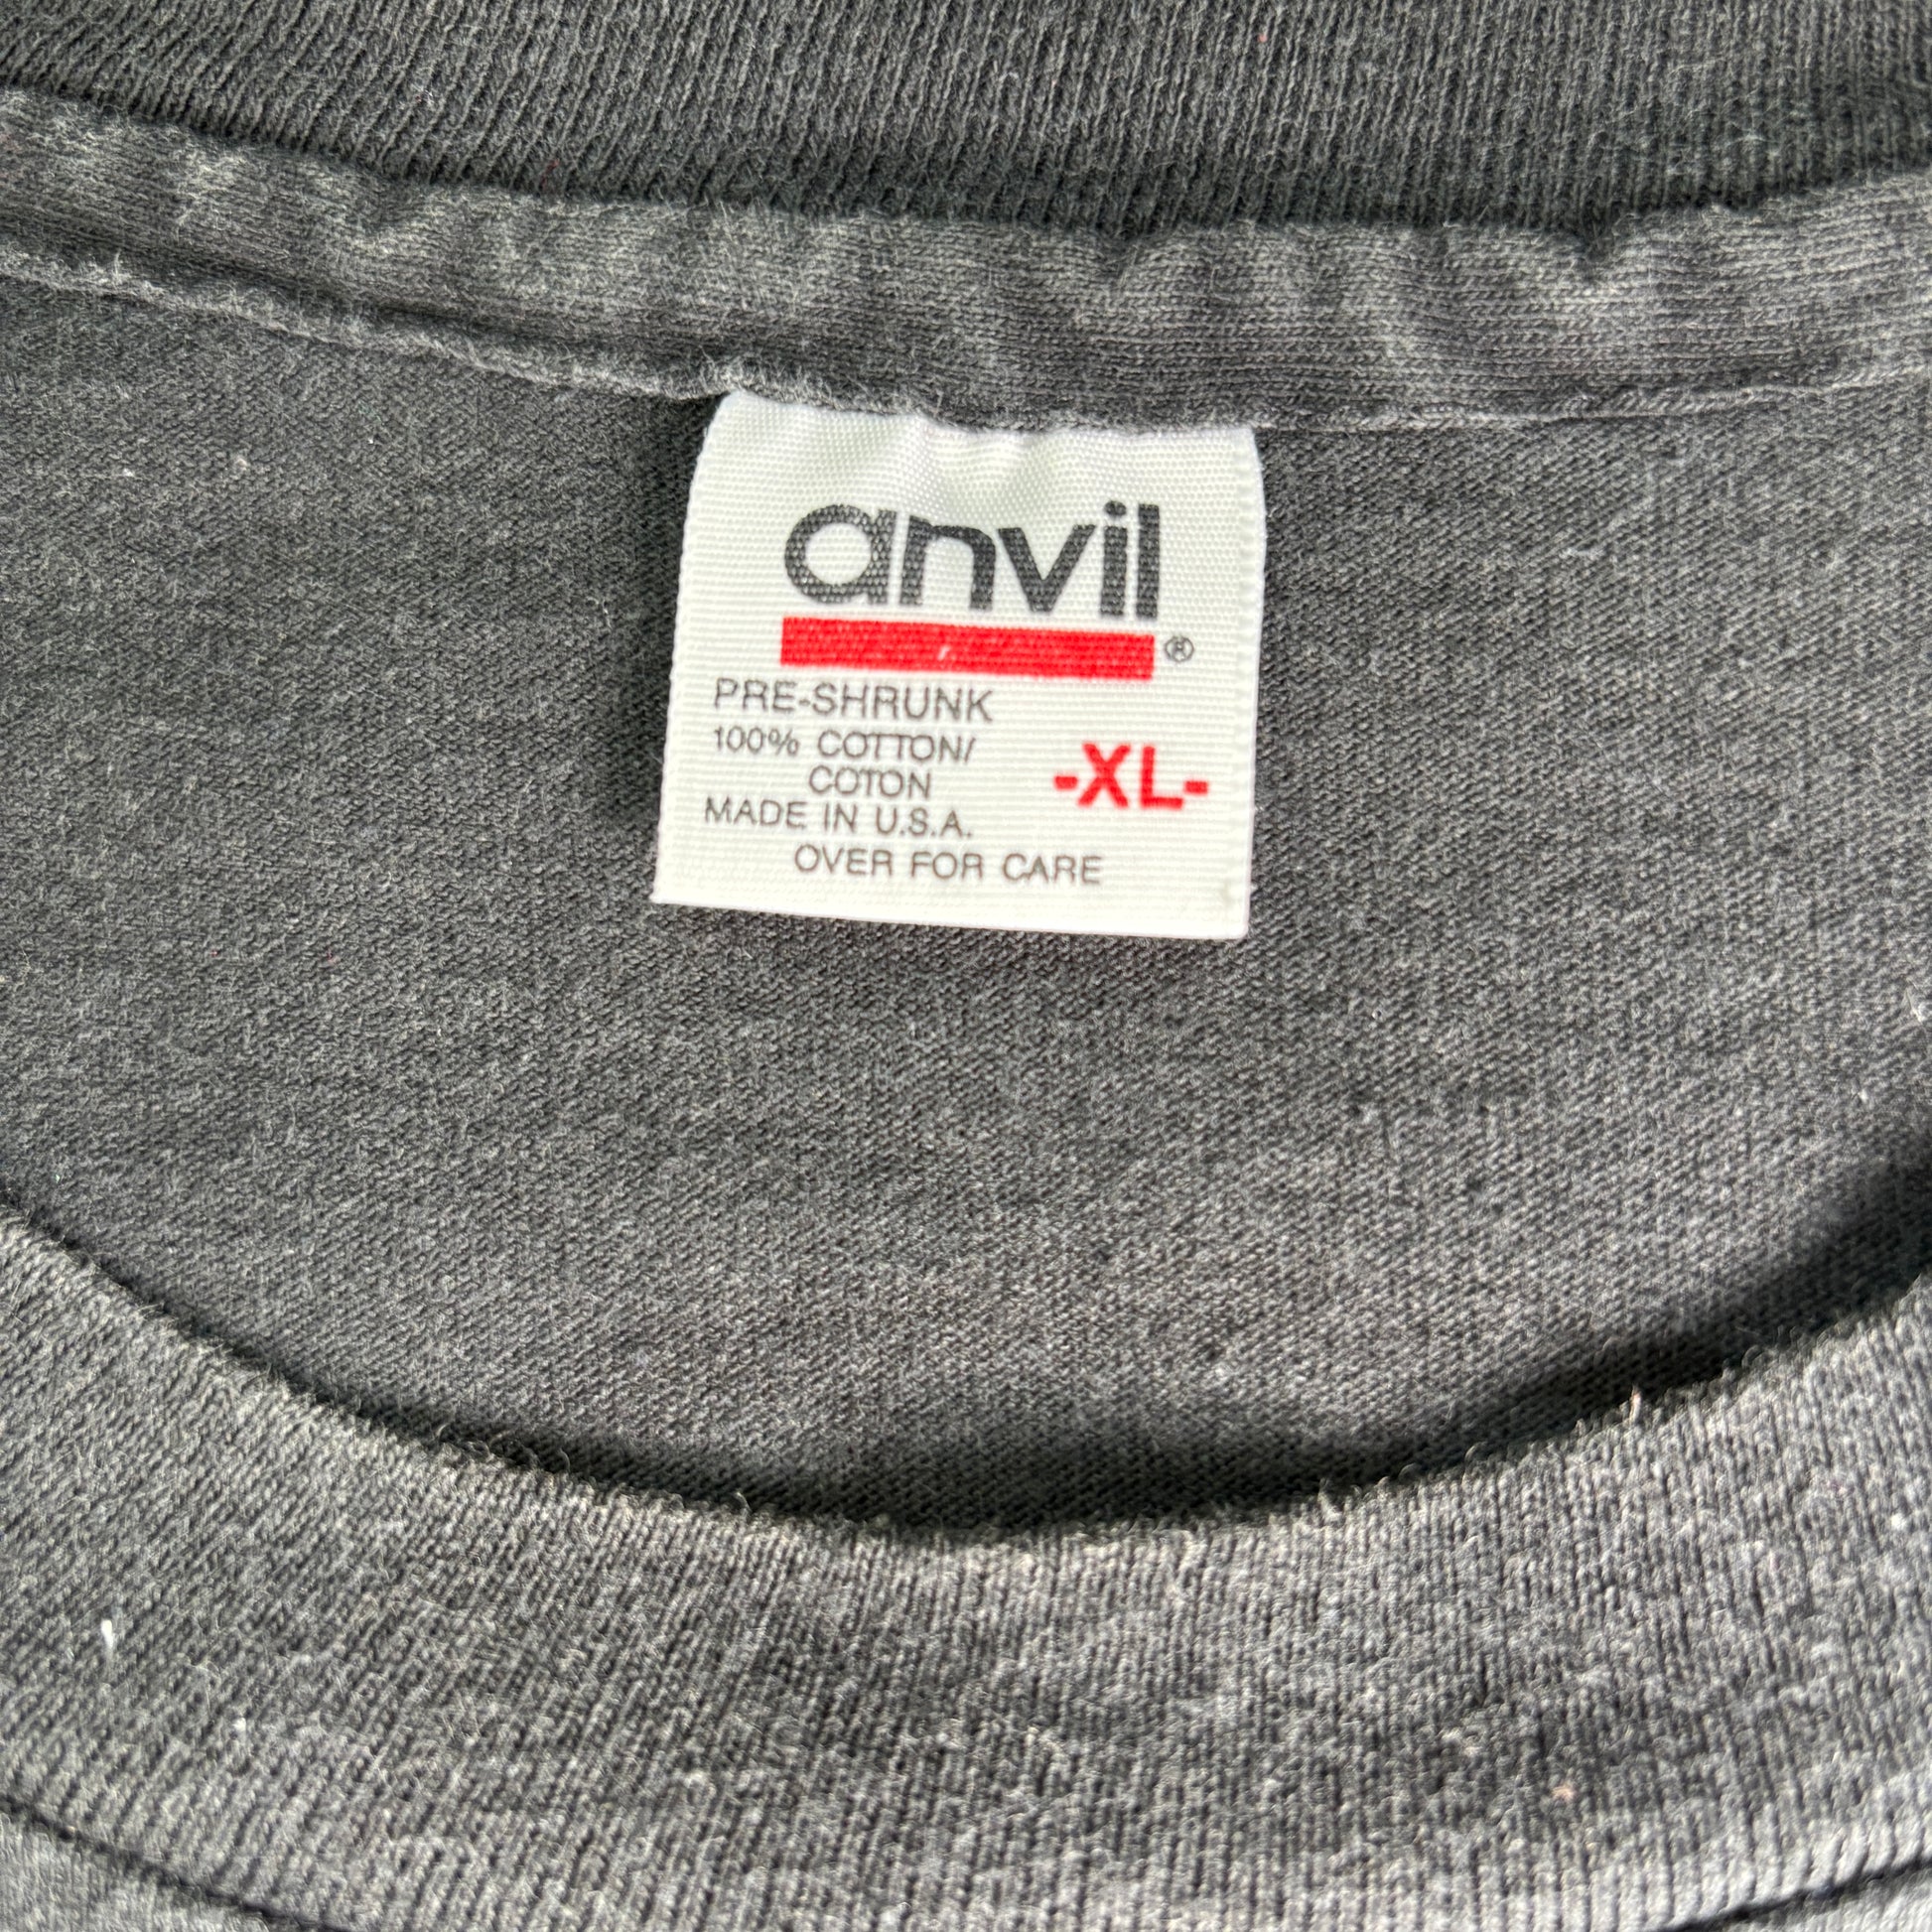 anvil
®
PRE-SHRUNK
100% COTTON/
COTON
-XL-
MADE IN U.S.A.
OVER FOR CARE